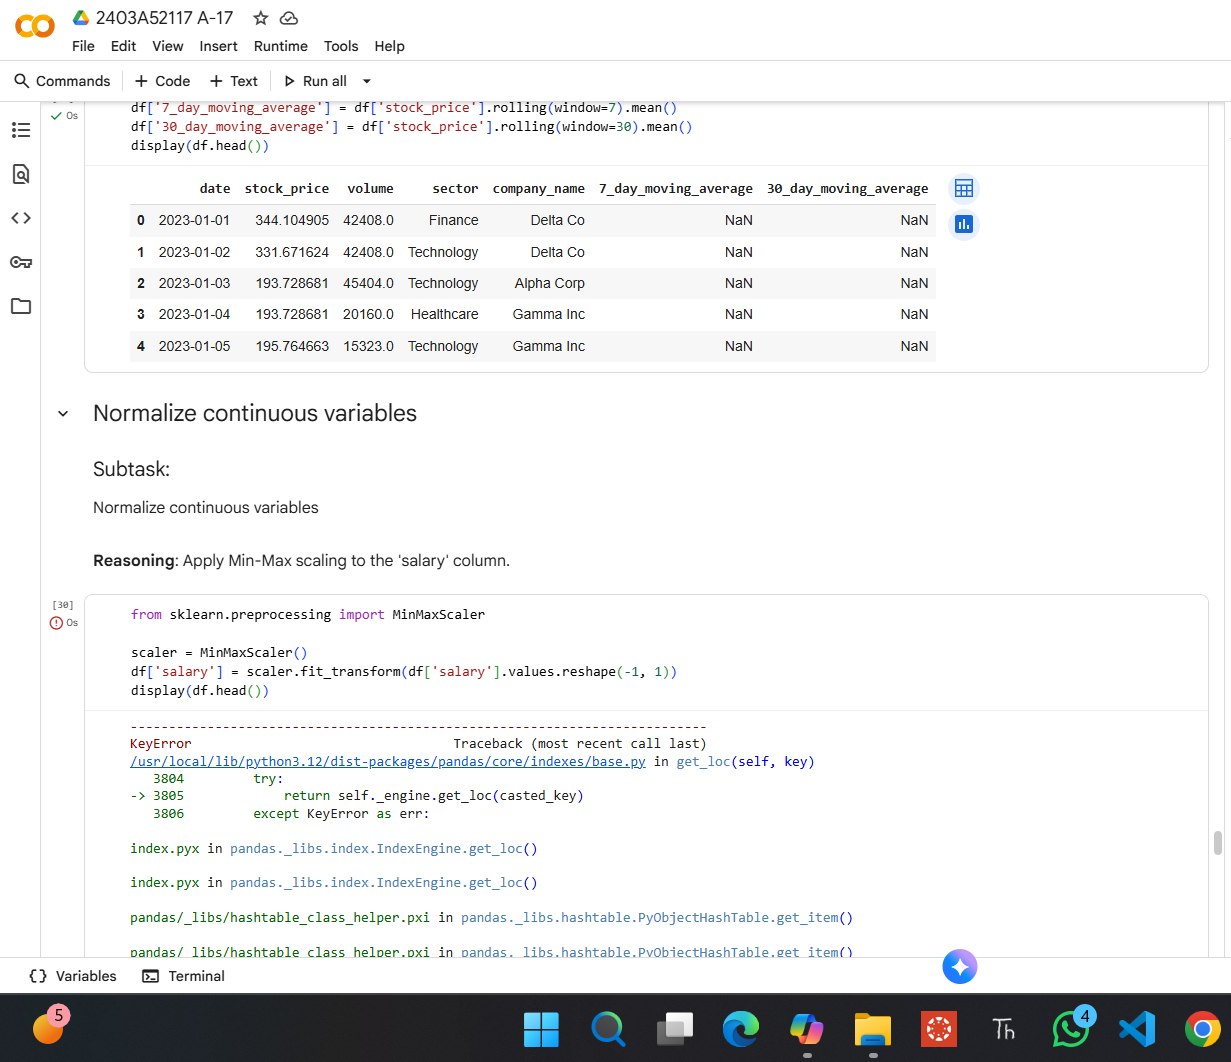 2403A52117 A-17
File Edit View Insert Runtime Tools Help
Commands + Code + Text Run all
0s
df['7_day_moving_average'] = df['stock_price'].rolling(window=7).mean()
df['30_day_moving_average'] = df['stock_price'].rolling(window=30).mean()
display(df.head())
date stock_price volume sector company_name 7_day_moving_average 30_day_moving_average
0 2023-01-01 344.104905 42408.0 Finance Delta Co NaN NaN
1 2023-01-02 331.671624 42408.0 Technology Delta Co NaN NaN
2 2023-01-03 193.728681 45404.0 Technology Alpha Corp NaN NaN
3 2023-01-04 193.728681 20160.0 Healthcare Gamma Inc NaN NaN
4 2023-01-05 195.764663 15323.0 Technology Gamma Inc NaN NaN
Normalize continuous variables
Subtask:
Normalize continuous variables
Reasoning: Apply Min-Max scaling to the 'salary' column.
[30]
0s
from sklearn.preprocessing import MinMaxScaler
scaler = MinMaxScaler()
df['salary'] = scaler.fit_transform(df['salary'].values.reshape(-1, 1))
display(df.head())
---------------------------------------------------------------------------
KeyError Traceback (most recent call last)
/usr/local/lib/python3.12/dist-packages/pandas/core/indexes/base.py in get_loc(self, key)
3804 try:
-> 3805 return self._engine.get_loc(casted_key)
3806 except KeyError as err:
index.pyx in pandas._libs.index.IndexEngine.get_loc()
index.pyx in pandas._libs.index.IndexEngine.get_loc()
pandas/_libs/hashtable_class_helper.pxi in pandas._libs.hashtable.PyObjectHashTable.get_item()
pandas/_libs/hashtable_class_helper.pxi in pandas._libs.hashtable.PyObjectHashTable.get_item()
{} Variables Terminal
5
Th
4